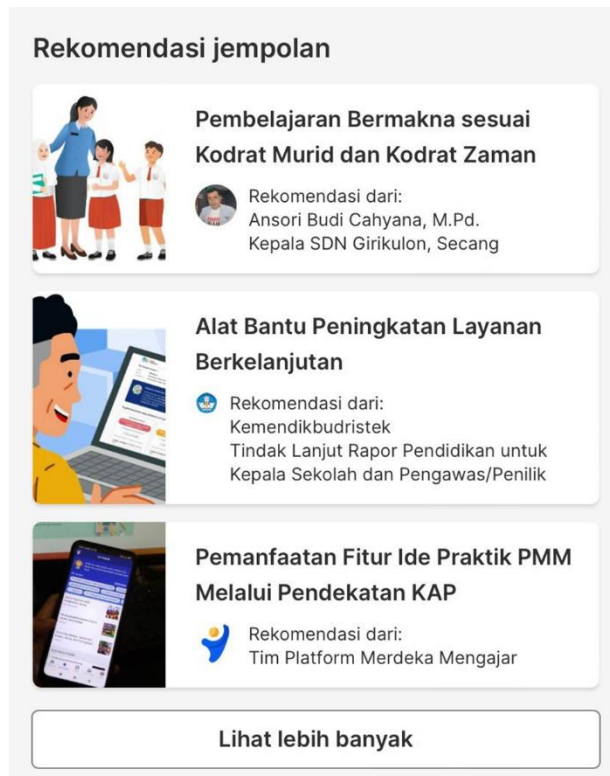 Rekomendasi jempolan
Pembelajaran Bermakna sesuai
Kodrat Murid dan Kodrat Zaman
Rekomendasi dari:
Ansori Budi Cahyana, M.Pd.
Kepala SDN Girikulon, Secang
Alat Bantu Peningkatan Layanan
Berkelanjutan
Rekomendasi dari:
Kemendikbudristek
Tindak Lanjut Rapor Pendidikan untuk
Kepala Sekolah dan Pengawas/Penilik
Pemanfaatan Fitur Ide Praktik PMM
Melalui Pendekatan KAP
Rekomendasi dari:
Tim Platform Merdeka Mengajar
Lihat lebih banyak